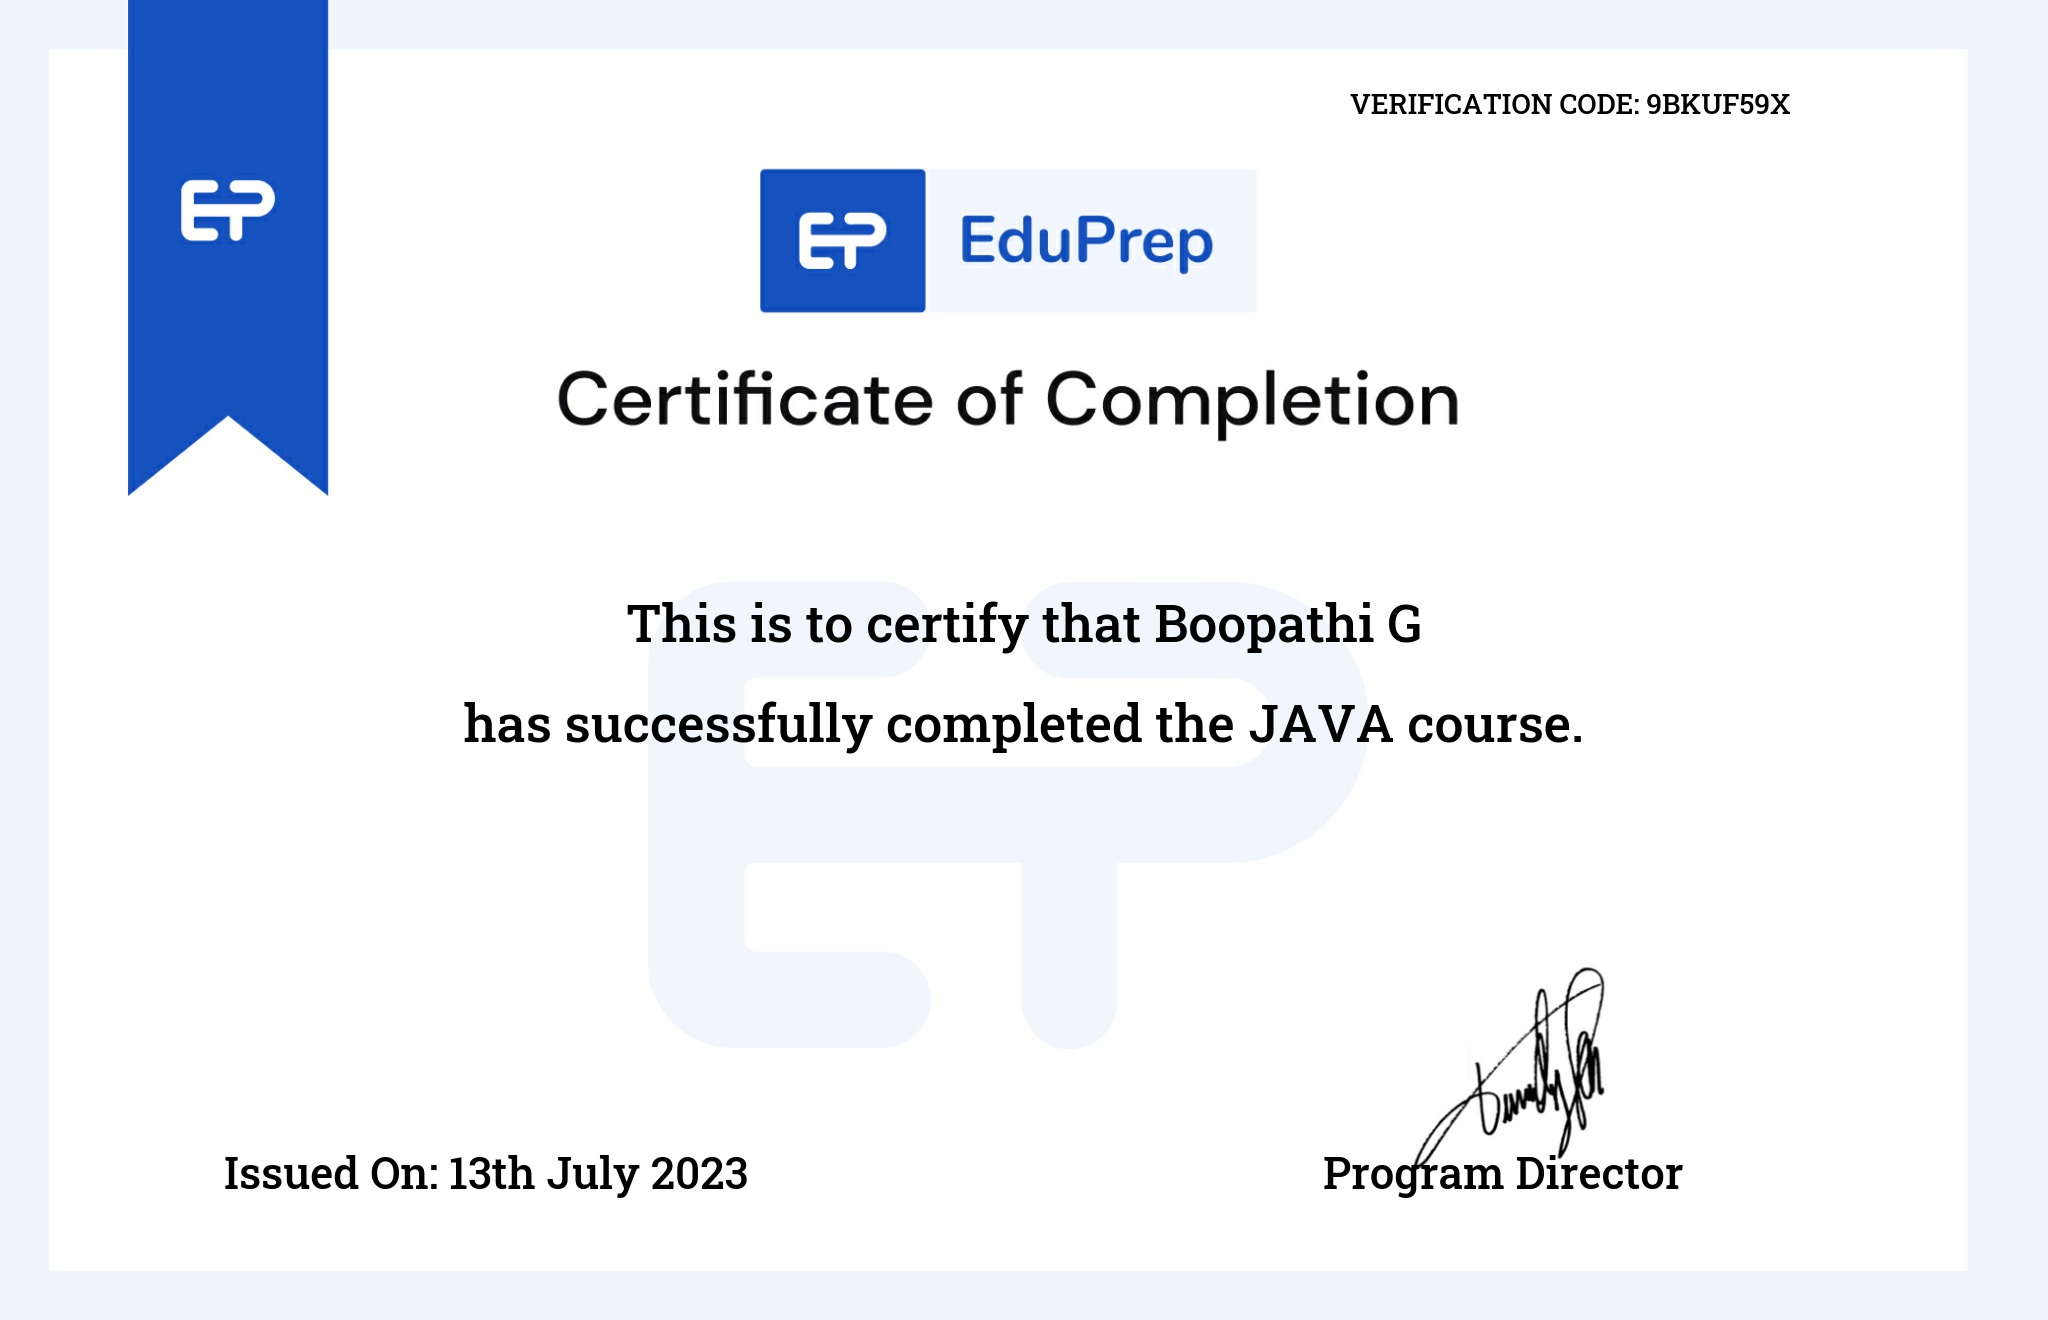 VERIFICATION CODE: 9BKUF59X
EP
EP EduPrep
Certificate of Completion
This is to certify that Boopathi G
has successfully completed the JAVA course.
Issued On: 13th July 2023
Program Director